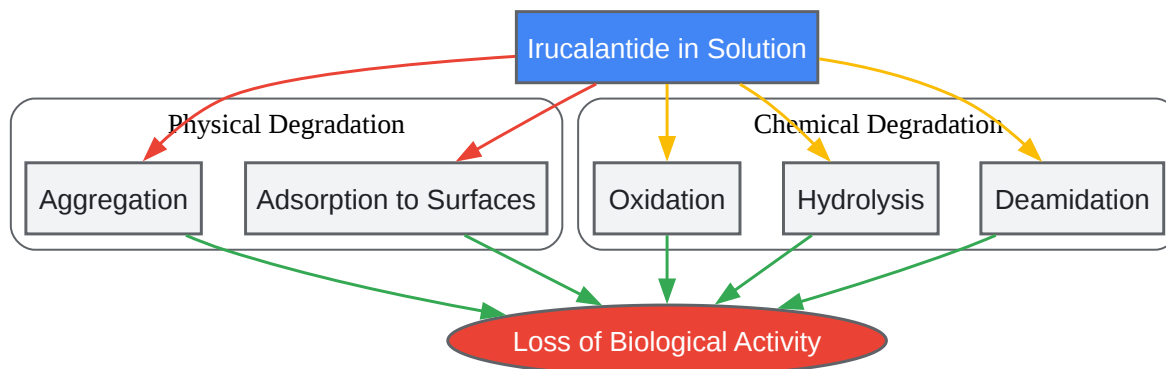 Irucalantide in Solution
Physical Degradation
Chemical Degradation
Aggregation
Adsorption to Surfaces
Oxidation
Hydrolysis
Deamidation
Loss of Biological Activity